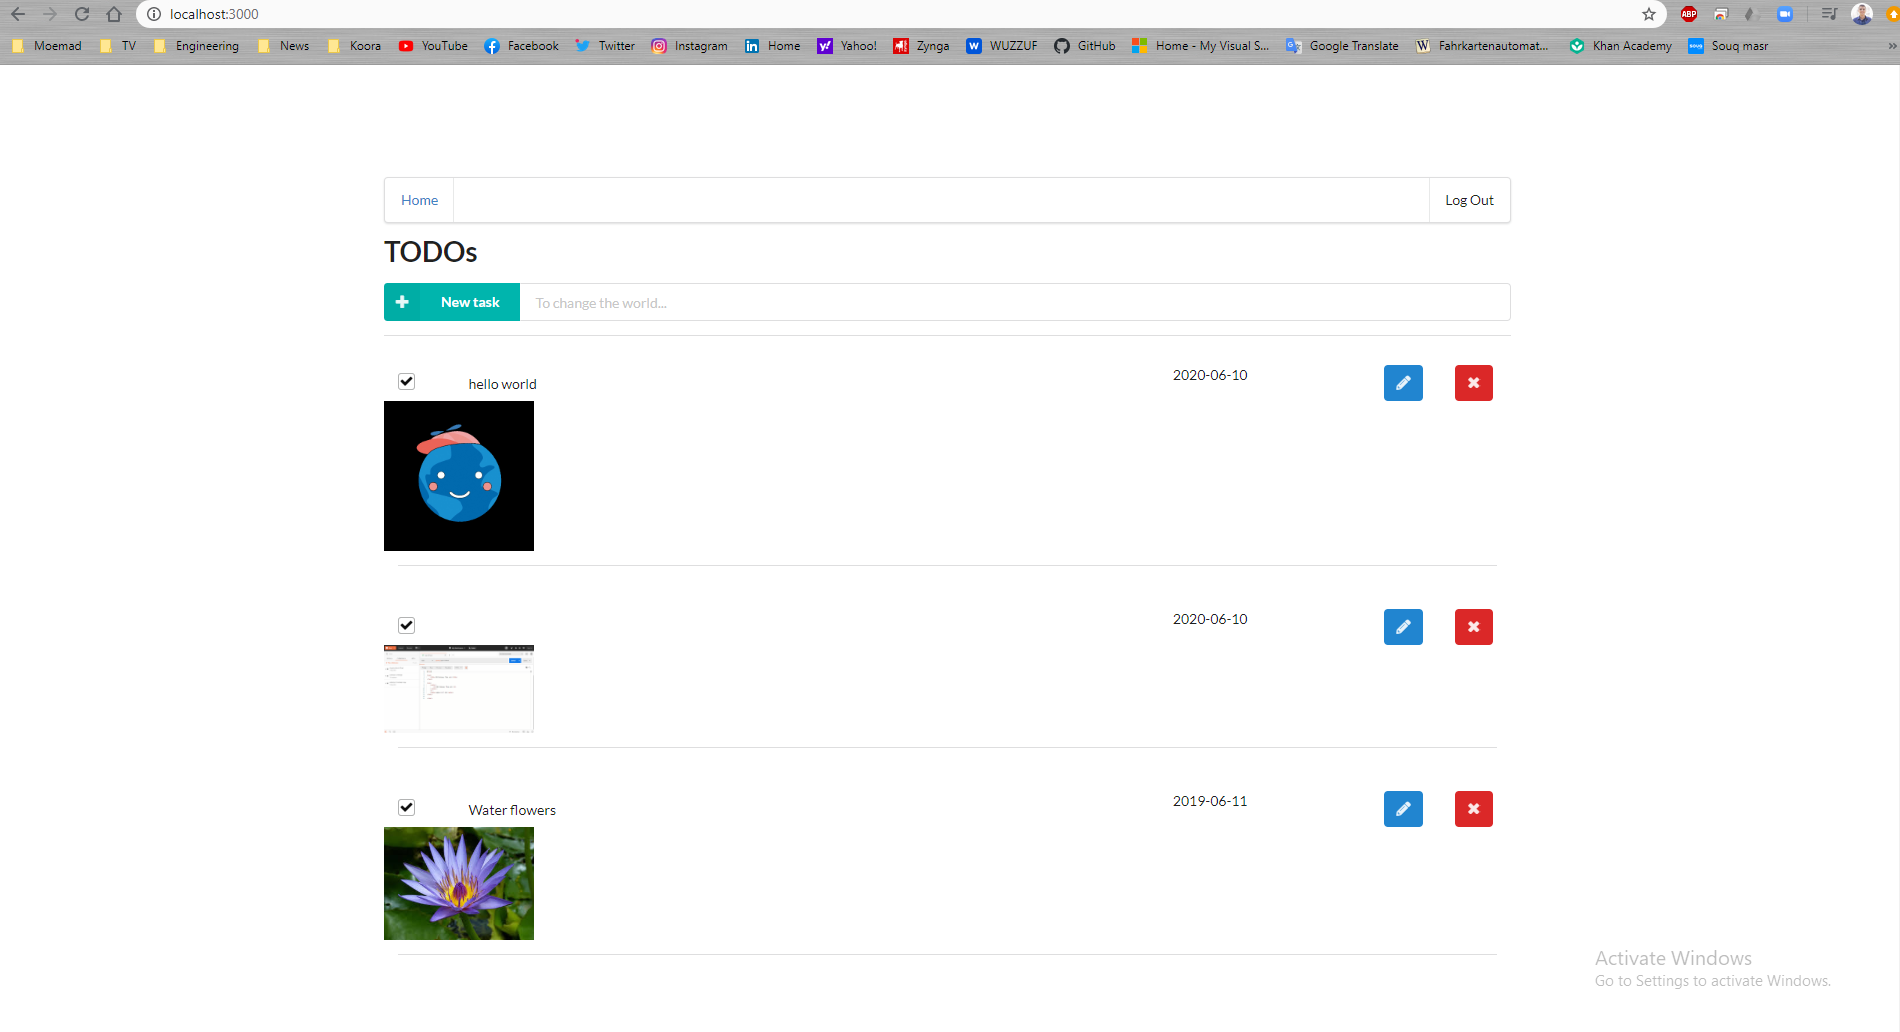 localhost:3000
ABP
Moemad TV Engineering News Koora YouTube Facebook Twitter Instagram Home Yahoo! Zynga WUZZUF GitHub Home - My Visual S... Google Translate Fahrkartenautomat... Khan Academy Souq masr »
Home Log Out
TODOs
New task To change the world...
hello world 2020-06-10
2020-06-10
Water flowers 2019-06-11
Activate Windows
Go to Settings to activate Windows.